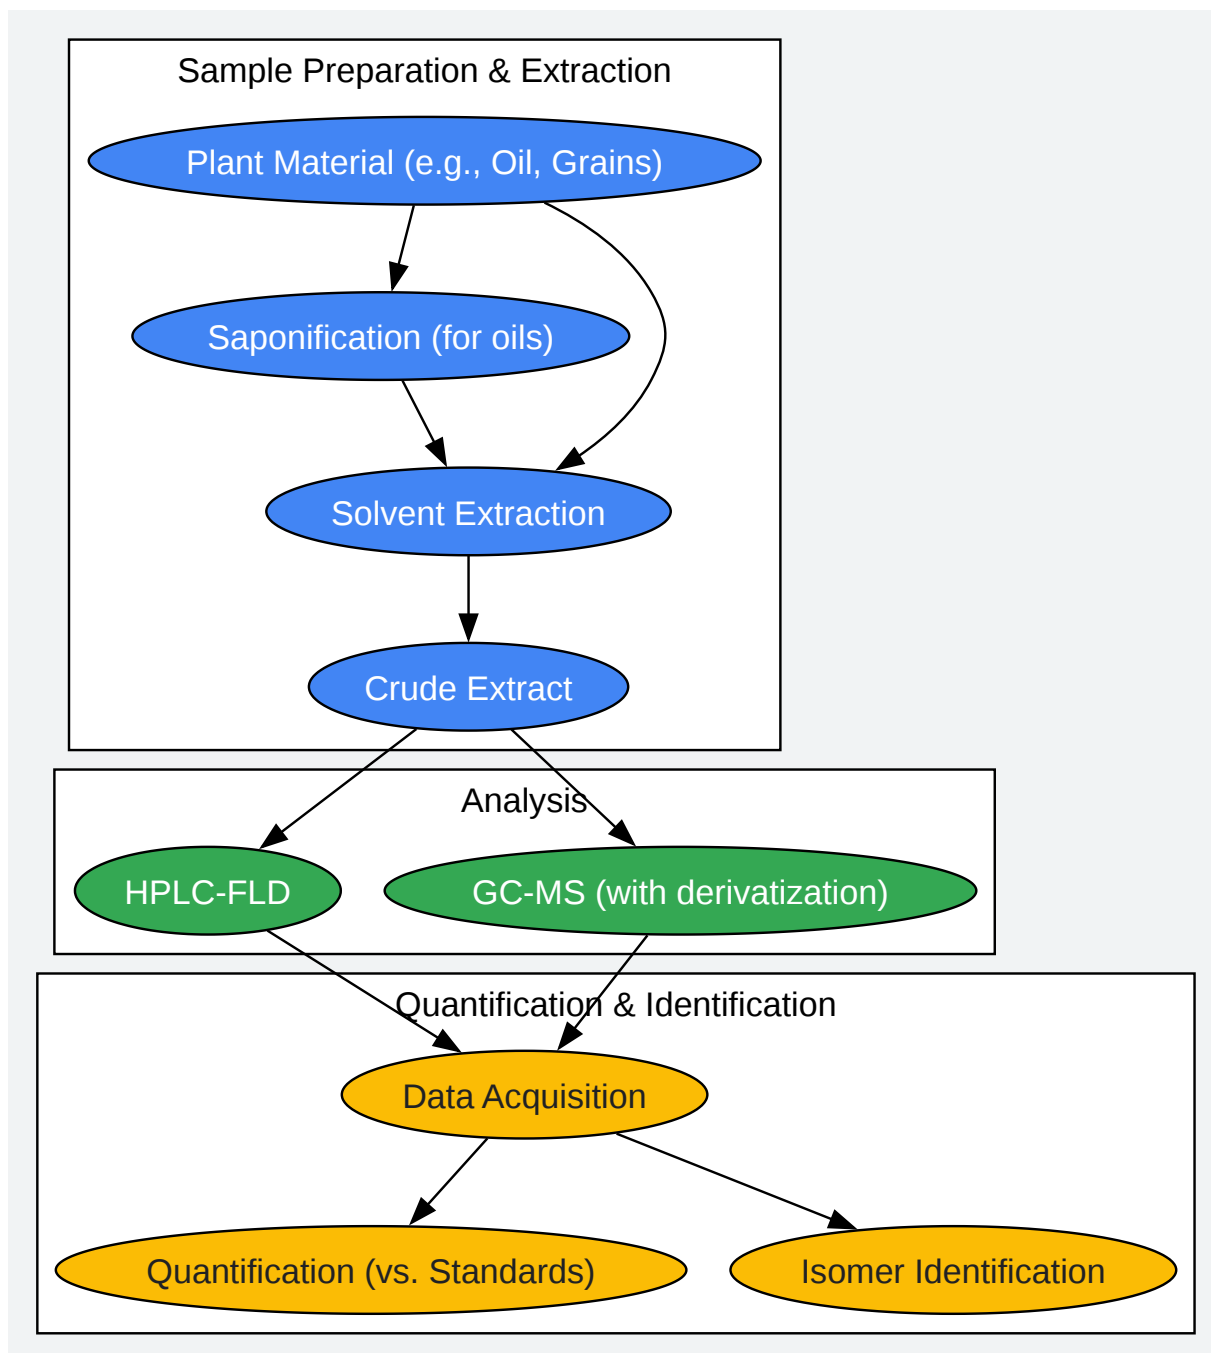 Sample Preparation & Extraction
Plant Material (e.g., Oil, Grains)
Saponification (for oils)
Solvent Extraction
Crude Extract
Analysis
HPLC-FLD
GC-MS (with derivatization)
Quantification & Identification
Data Acquisition
Quantification (vs. Standards)
Isomer Identification